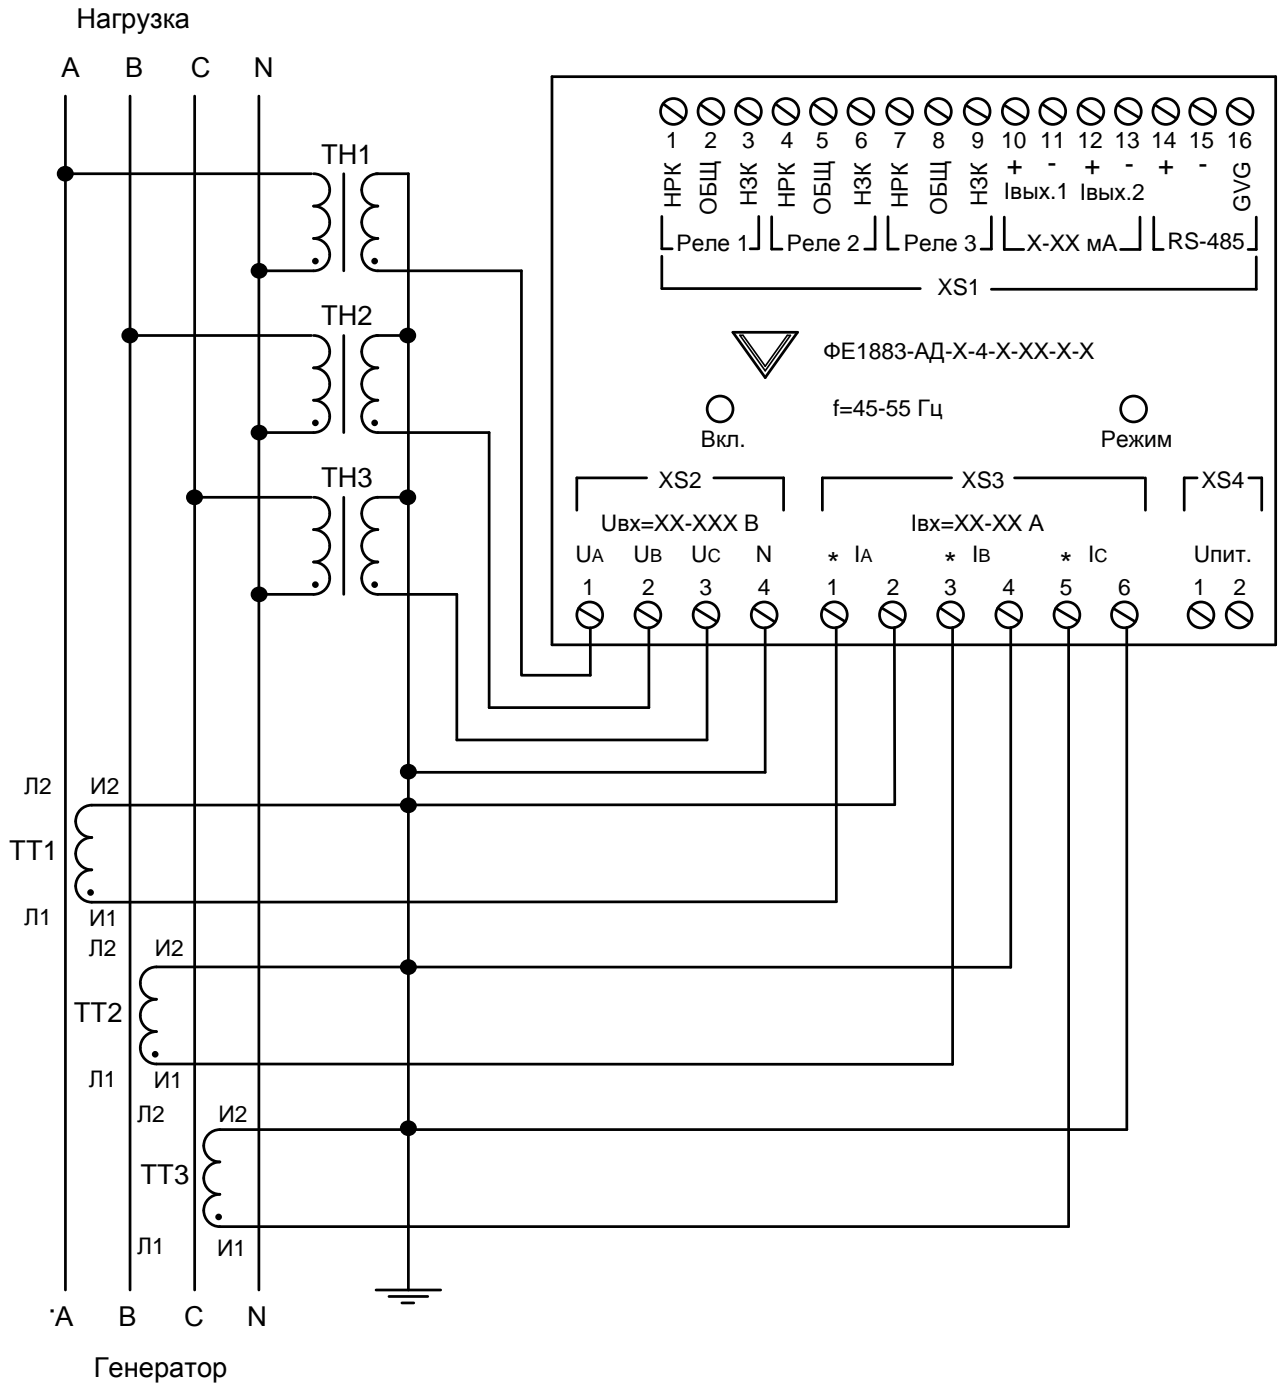 Нагрузка
A B C N
ТН1
ТН2
ТН3
1 2 3 4 5 6 7 8 9 10 11 12 13 14 15 16
НРК ОБЩ НЗК НРК ОБЩ НЗК НРК ОБЩ НЗК + - + - + - GVG
Iвых.1 Iвых.2
Реле 1 Реле 2 Реле 3 X-XX мА RS-485
XS1
ФЕ1883-АД-Х-4-Х-ХХ-Х-Х
f=45-55 Гц
Вкл. Режим
XS2 XS3 XS4
Uвх=ХХ-ХХХ В Iвх=ХХ-ХХ А
UA UB UC N * IA * IB * IC Uпит.
1 2 3 4 1 2 3 4 5 6 1 2
Л2 И2
ТТ1
Л1 И1
Л2 И2
ТТ2
Л1 И1
Л2 И2
ТТ3
Л1 И1
A B C N
Генератор